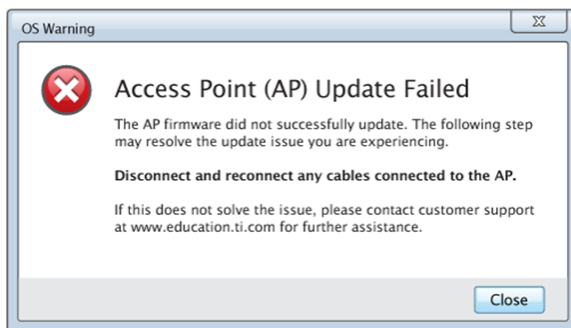 OS Warning
Access Point (AP) Update Failed
The AP firmware did not successfully update. The following step
may resolve the update issue you are experiencing.
Disconnect and reconnect any cables connected to the AP.
If this does not solve the issue, please contact customer support
at www.education.ti.com for further assistance.
Close